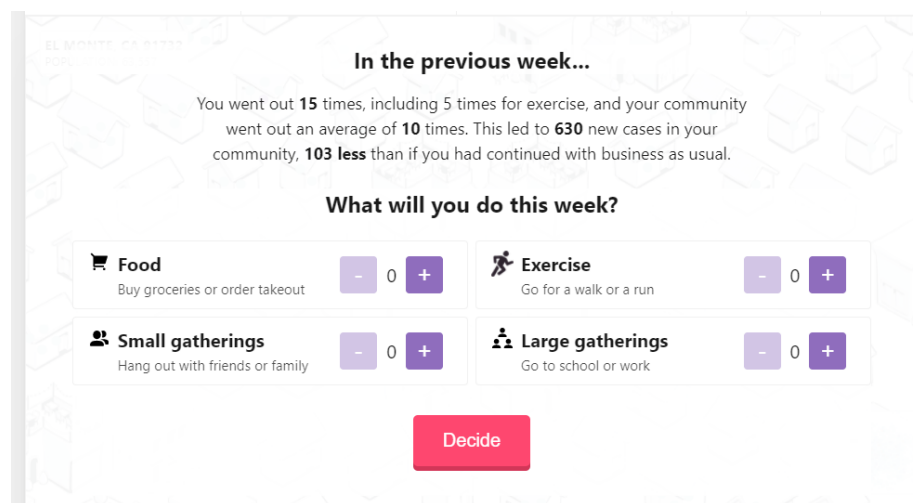 EL MONTE, CA 91732
In the previous week...
You went out 15 times, including 5 times for exercise, and your community
went out an average of 10 times. This led to 630 new cases in your
community, 103 less than if you had continued with business as usual.
What will you do this week?
Food
Buy groceries or order takeout
- 0 +
Exercise
Go for a walk or a run
- 0 +
Small gatherings
Hang out with friends or family
- 0 +
Large gatherings
Go to school or work
- 0 +
Decide